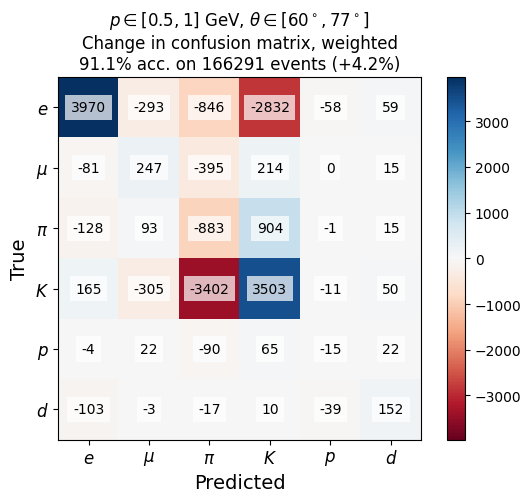 p ∈ [0.5, 1] GeV, θ ∈ [60°, 77°]
Change in confusion matrix, weighted
91.1% acc. on 166291 events (+4.2%)
e 3970 -293 -846 -2832 -58 59
μ -81 247 -395 214 0 15
π -128 93 -883 904 -1 15
K 165 -305 -3402 3503 -11 50
p -4 22 -90 65 -15 22
d -103 -3 -17 10 -39 152
e μ π K p d
Predicted
True
3000
2000
1000
0
−1000
−2000
−3000